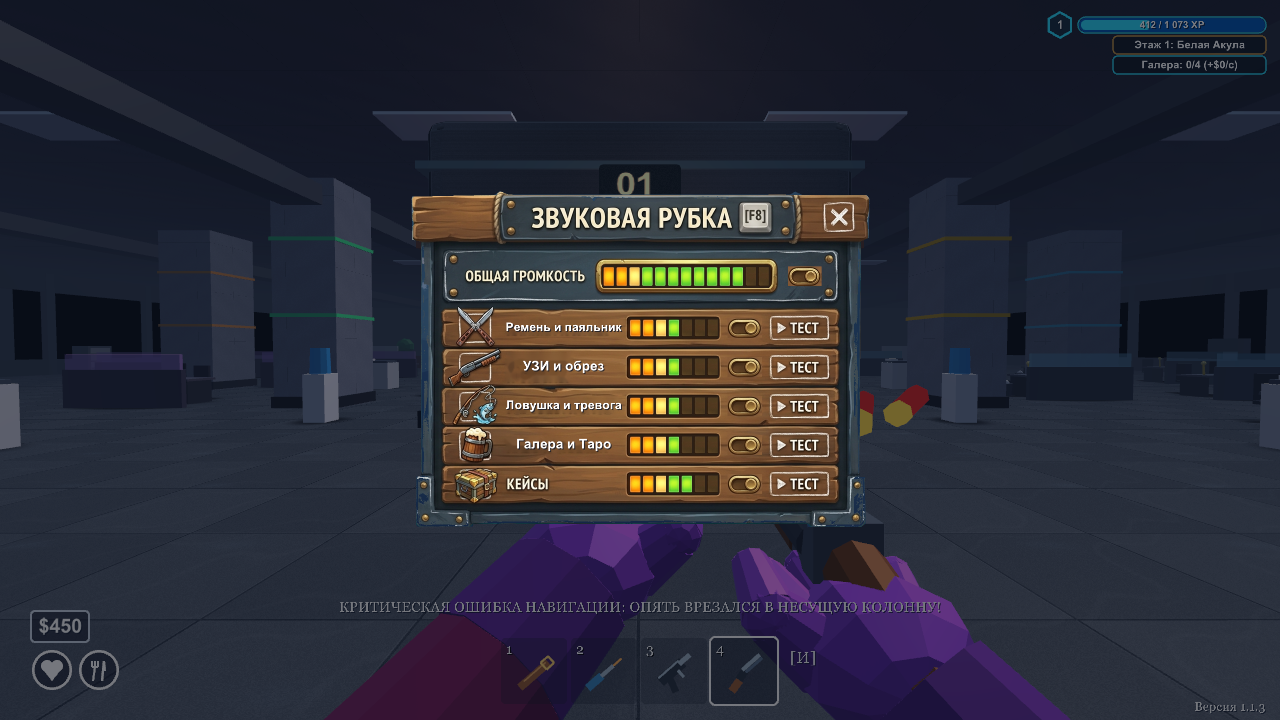 1
412 / 1 073 XP
Этаж 1: Белая Акула
Галера: 0/4 (+$0/с)
01
ЗВУКОВАЯ РУБКА [F8]
ОБЩАЯ ГРОМКОСТЬ
Ремень и паяльник ТЕСТ
УЗИ и обрез ТЕСТ
Ловушка и тревога ТЕСТ
Галера и Таро ТЕСТ
КЕЙСЫ ТЕСТ
КРИТИЧЕСКАЯ ОШИБКА НАВИГАЦИИ: ОПЯТЬ ВРЕЗАЛСЯ В НЕСУЩУЮ КОЛОННУ!
$450
1 2 3 4 [И]
Версия 1.1.3